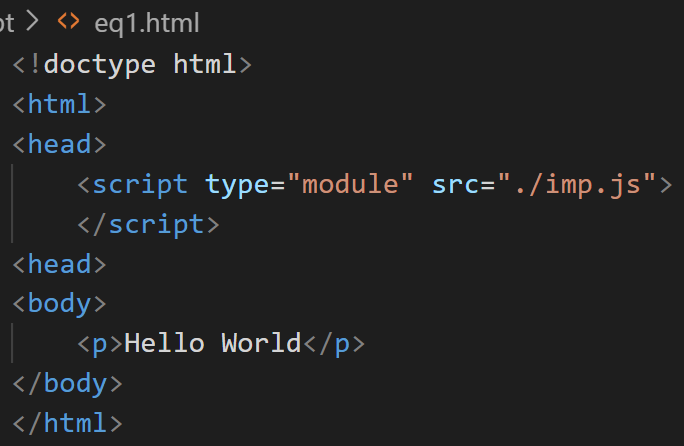 pt > <> eq1.html
<!doctype html>
<html>
<head>
<script type="module" src="./imp.js">
</script>
<head>
<body>
<p>Hello World</p>
</body>
</html>